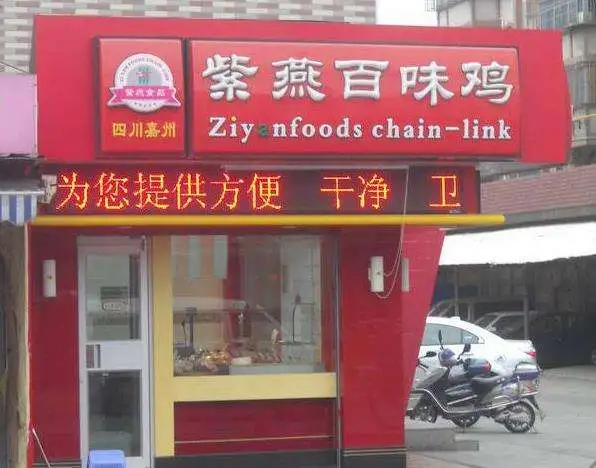 紫燕食品
四川嘉州
紫燕百味鸡
Ziyanfoods chain-link
为您提供方便 干净 卫